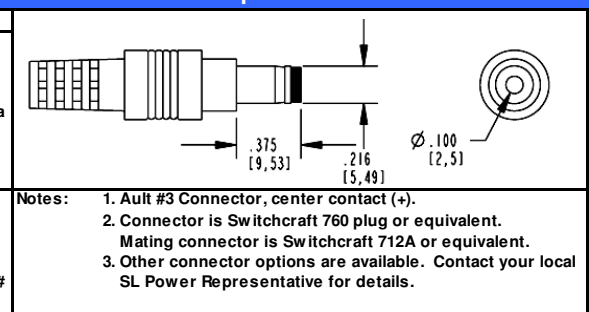 .375
[9,53]
.216
[5,49]
Ø .100
[2,5]
a
Notes: 1. Ault #3 Connector, center contact (+).
2. Connector is Switchcraft 760 plug or equivalent.
Mating connector is Switchcraft 712A or equivalent.
3. Other connector options are available. Contact your local
# SL Power Representative for details.